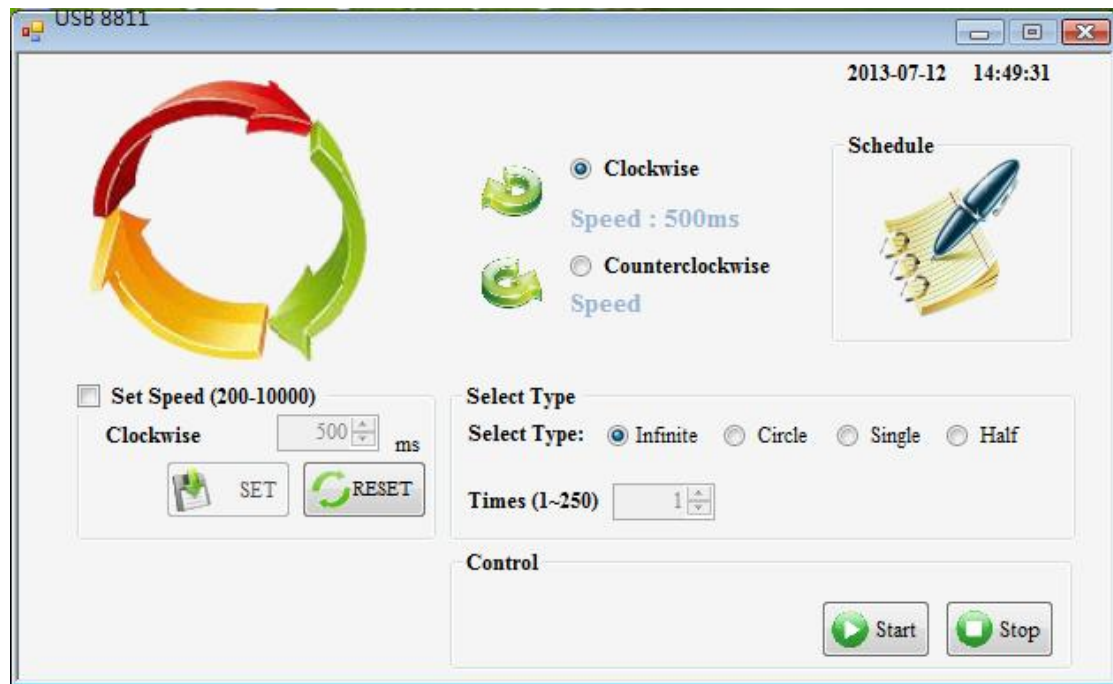 USB 8811
2013-07-12 14:49:31
Clockwise
Speed : 500ms
Counterclockwise
Speed
Schedule
Set Speed (200-10000)
Clockwise 500 ms
SET RESET
Select Type
Select Type: Infinite Circle Single Half
Times (1~250) 1
Control
Start Stop